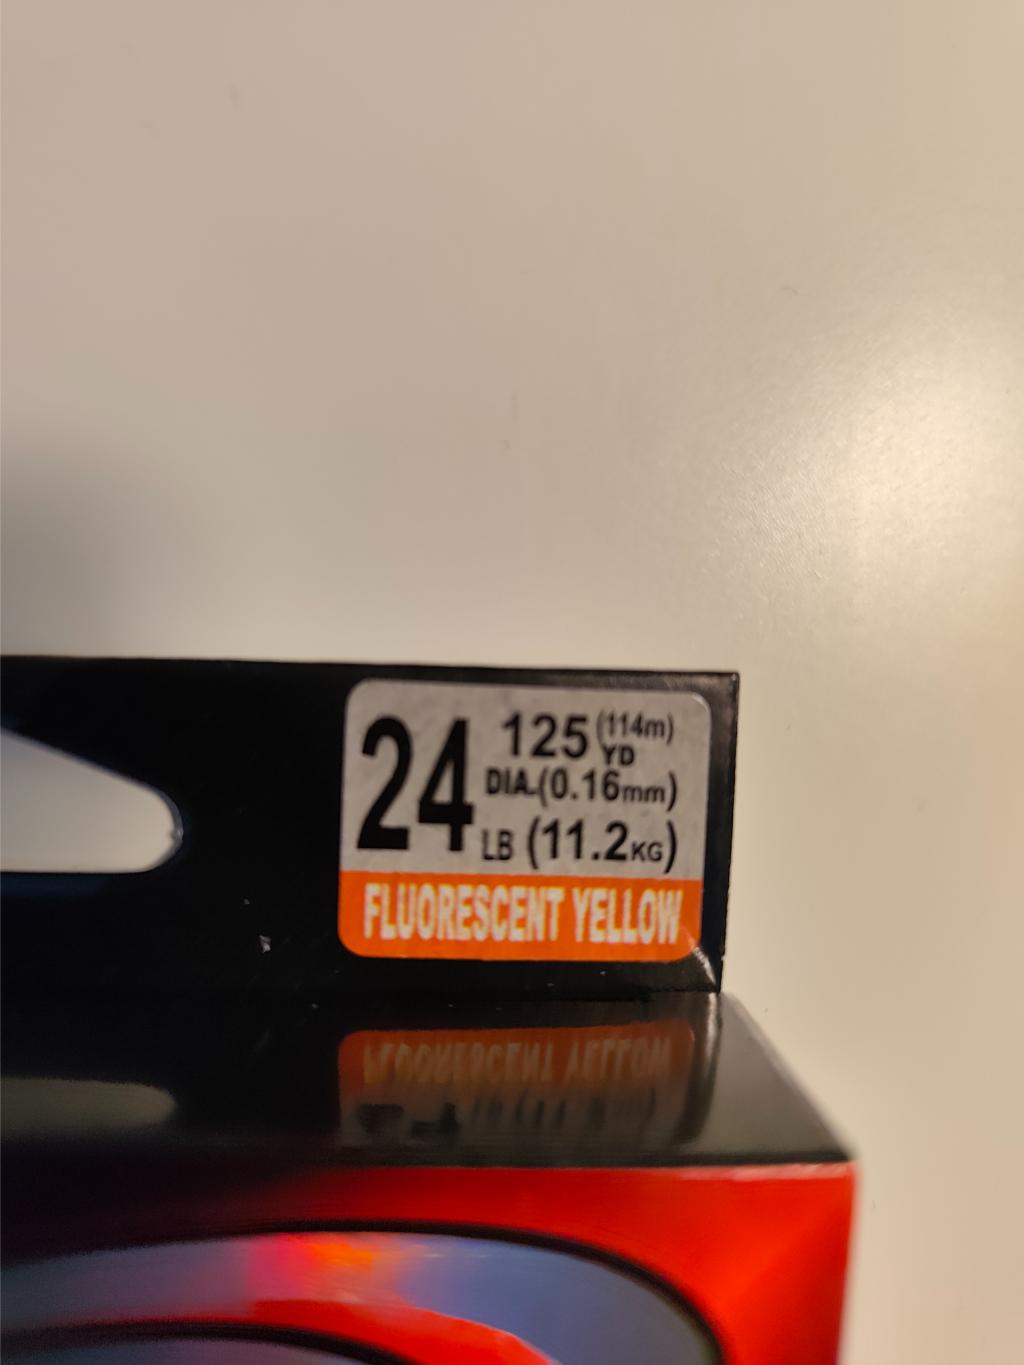 24 LB
125 YD (114m)
DIA.(0.16mm)
(11.2KG)
FLUORESCENT YELLOW